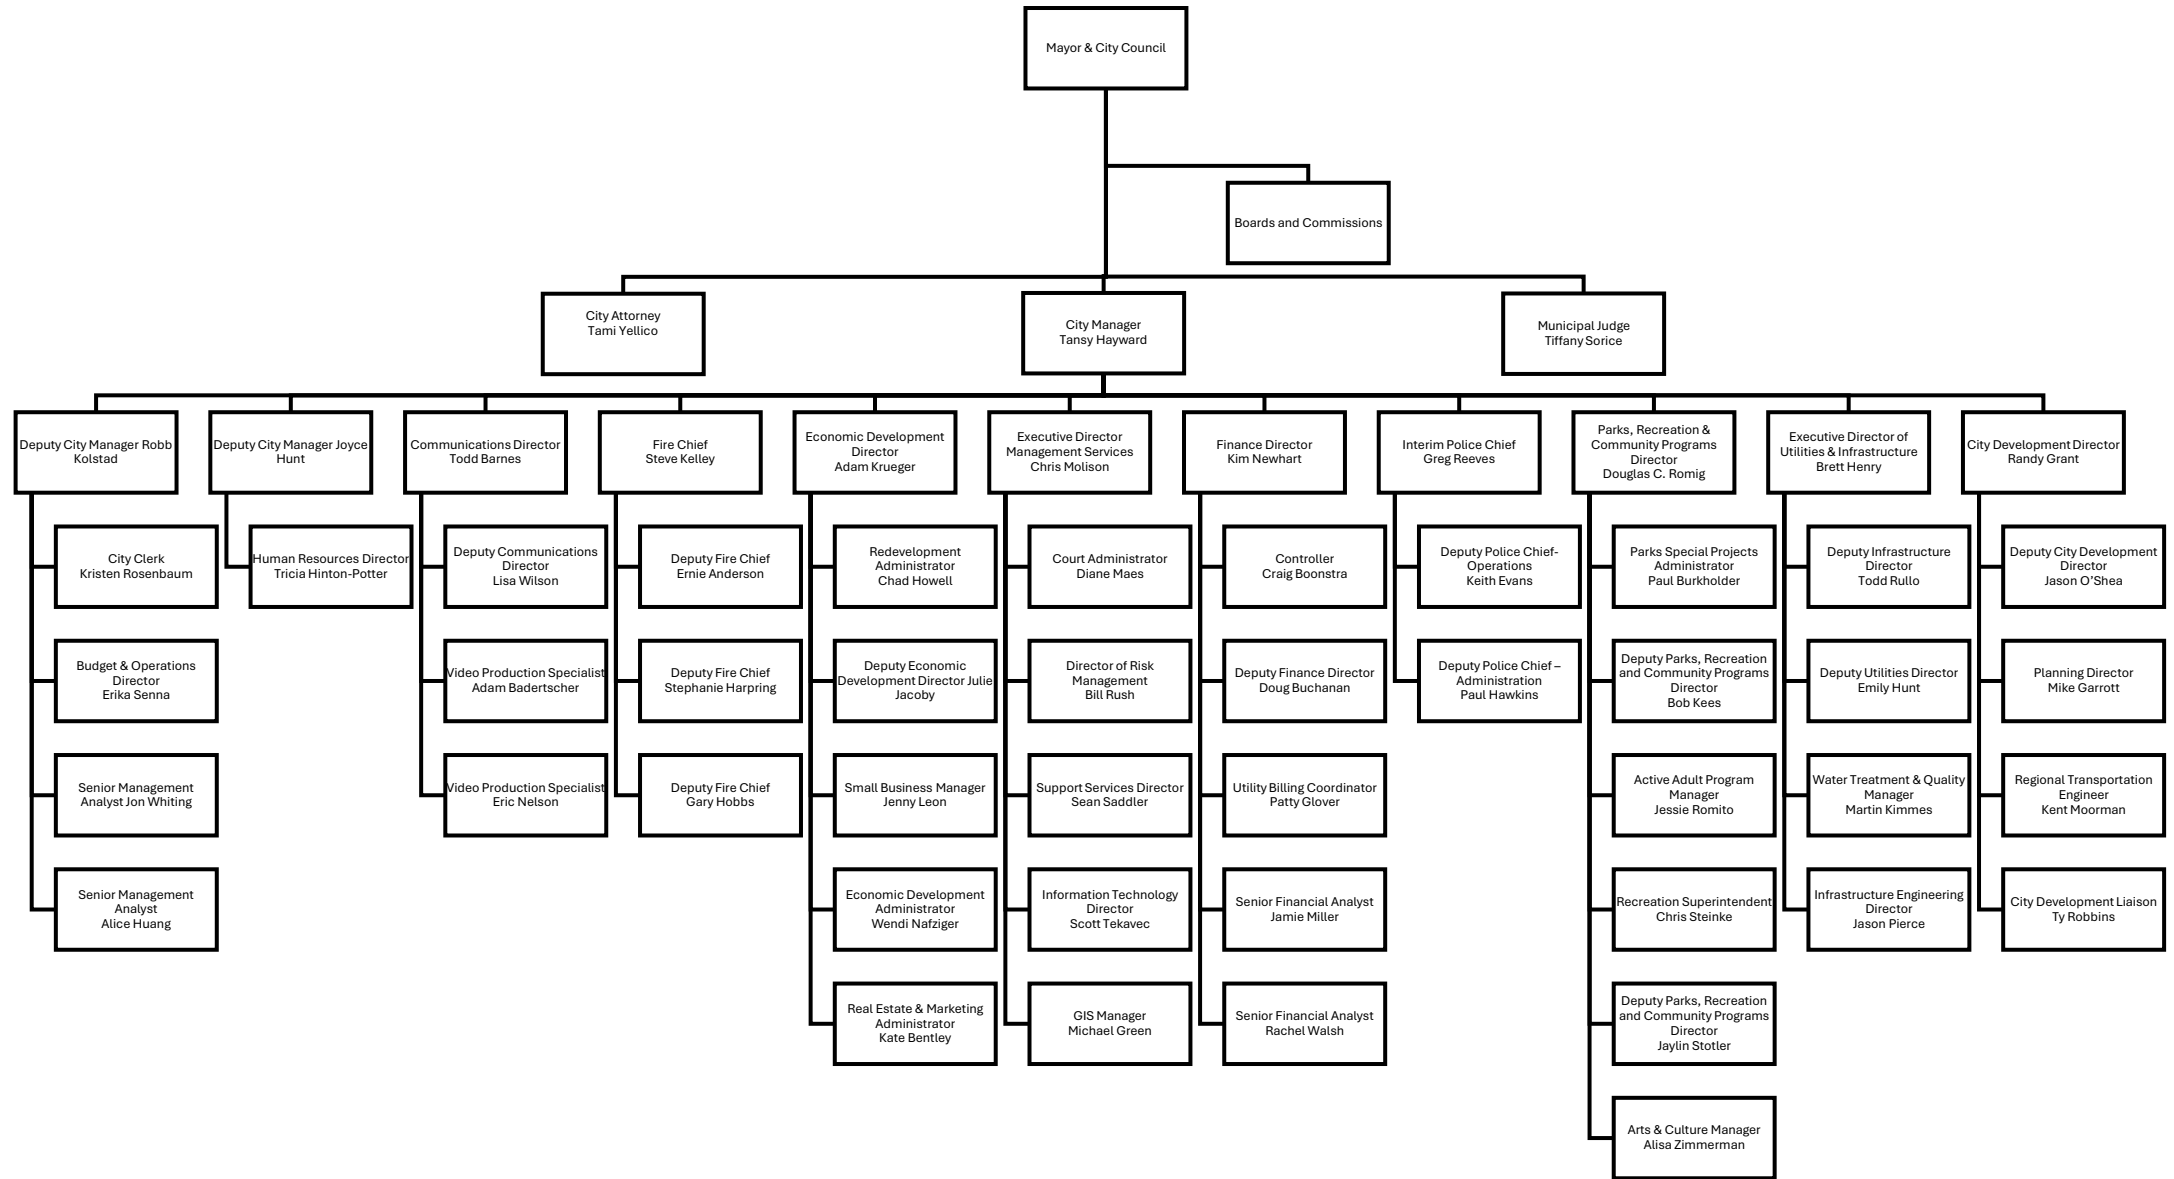 Mayor & City Council
Boards and Commissions
City Attorney
Tami Yellico
City Manager
Tansy Hayward
Municipal Judge
Tiffany Sorice
Deputy City Manager Robb
Kolstad
Deputy City Manager Joyce
Hunt
Communications Director
Todd Barnes
Fire Chief
Steve Kelley
Economic Development
Director
Adam Krueger
Executive Director
Management Services
Chris Molison
Finance Director
Kim Newhart
Interim Police Chief
Greg Reeves
Parks, Recreation &
Community Programs
Director
Douglas C. Romig
Executive Director of
Utilities & Infrastructure
Brett Henry
City Development Director
Randy Grant
City Clerk
Kristen Rosenbaum
Budget & Operations
Director
Erika Senna
Senior Management
Analyst Jon Whiting
Senior Management
Analyst
Alice Huang
Human Resources Director
Tricia Hinton-Potter
Deputy Communications
Director
Lisa Wilson
Video Production Specialist
Adam Badertscher
Video Production Specialist
Eric Nelson
Deputy Fire Chief
Ernie Anderson
Deputy Fire Chief
Stephanie Harpring
Deputy Fire Chief
Gary Hobbs
Redevelopment
Administrator
Chad Howell
Deputy Economic
Development Director Julie
Jacoby
Small Business Manager
Jenny Leon
Economic Development
Administrator
Wendi Nafziger
Real Estate & Marketing
Administrator
Kate Bentley
Court Administrator
Diane Maes
Director of Risk
Management
Bill Rush
Support Services Director
Sean Saddler
Information Technology
Director
Scott Tekavec
GIS Manager
Michael Green
Controller
Craig Boonstra
Deputy Finance Director
Doug Buchanan
Utility Billing Coordinator
Patty Glover
Senior Financial Analyst
Jamie Miller
Senior Financial Analyst
Rachel Walsh
Deputy Police Chief-
Operations
Keith Evans
Deputy Police Chief –
Administration
Paul Hawkins
Parks Special Projects
Administrator
Paul Burkholder
Deputy Parks, Recreation
and Community Programs
Director
Bob Kees
Active Adult Program
Manager
Jessie Romito
Recreation Superintendent
Chris Steinke
Deputy Parks, Recreation
and Community Programs
Director
Jaylin Stotler
Arts & Culture Manager
Alisa Zimmerman
Deputy Infrastructure
Director
Todd Rullo
Deputy Utilities Director
Emily Hunt
Water Treatment & Quality
Manager
Martin Kimmes
Infrastructure Engineering
Director
Jason Pierce
Deputy City Development
Director
Jason O’Shea
Planning Director
Mike Garrott
Regional Transportation
Engineer
Kent Moorman
City Development Liaison
Ty Robbins